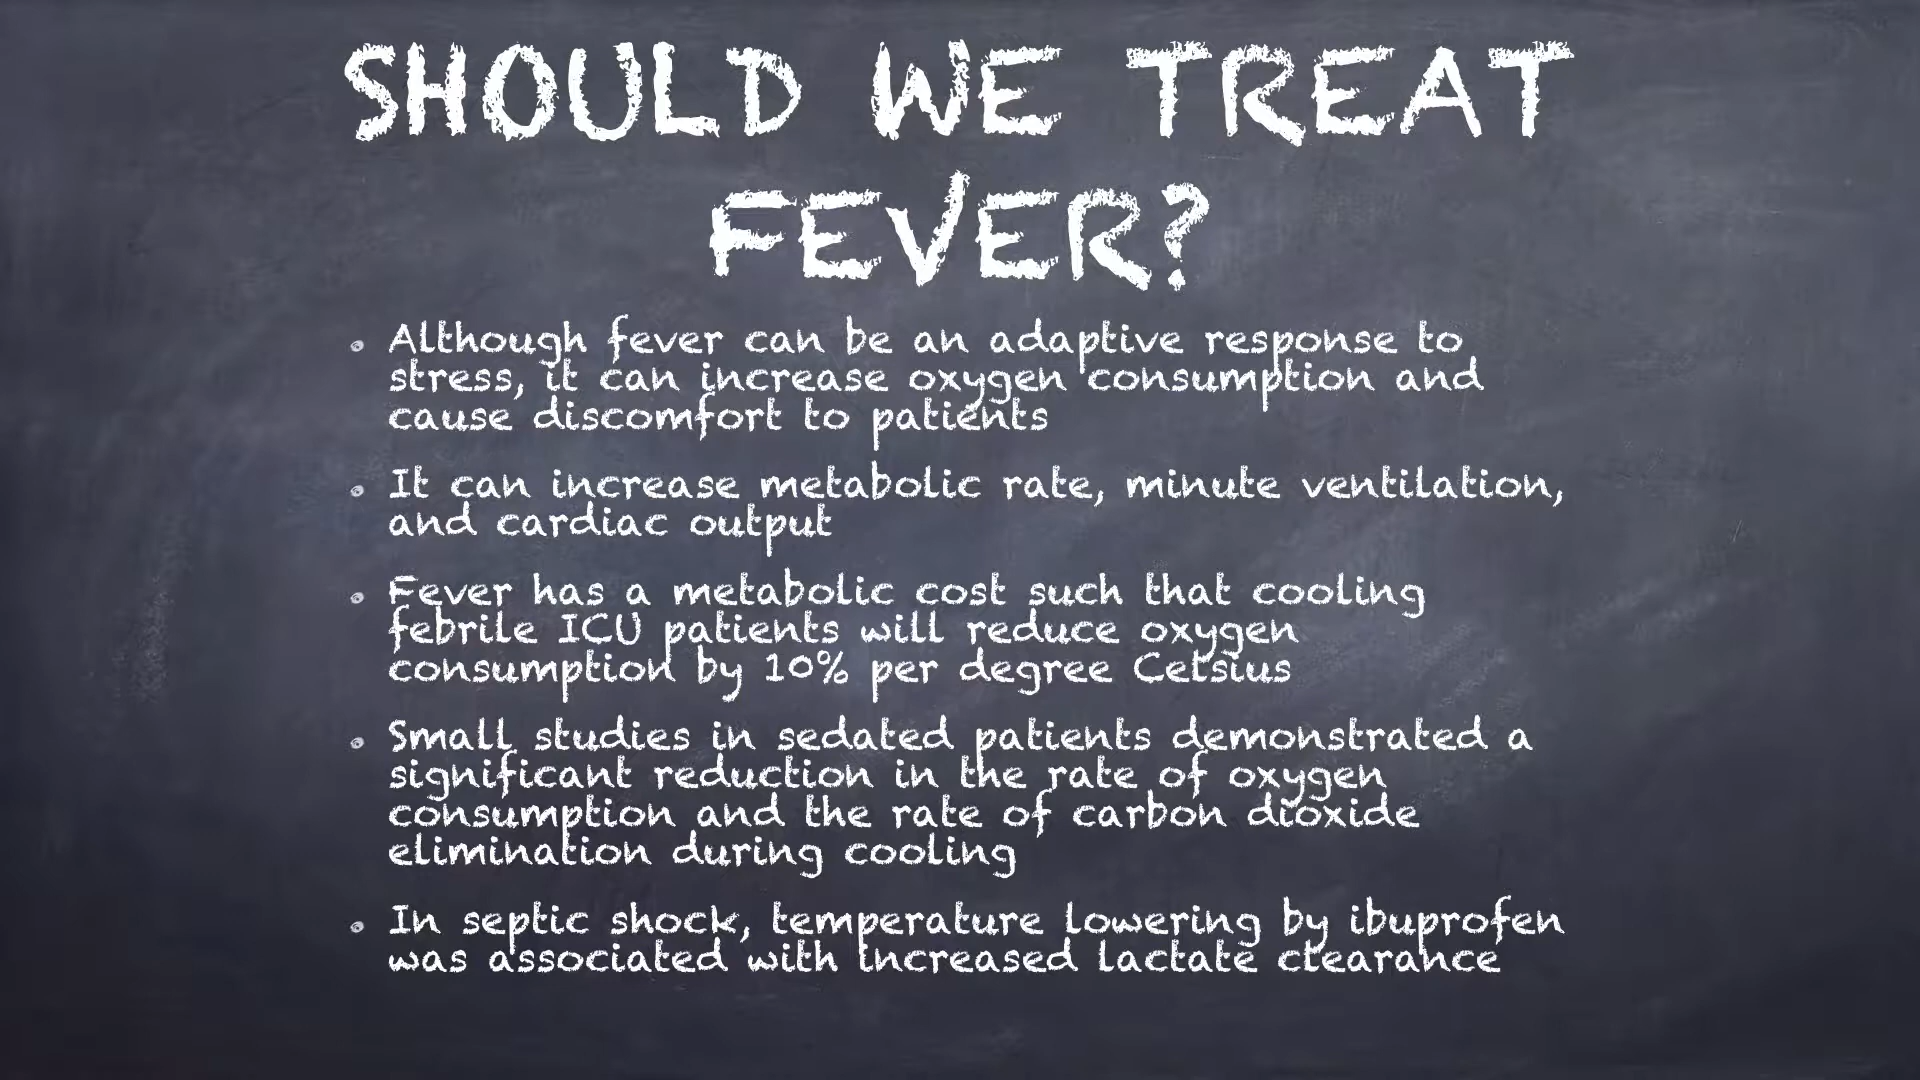 SHOULD WE TREAT
FEVER?
• Although fever can be an adaptive response to
stress, it can increase oxygen consumption and
cause discomfort to patients
• It can increase metabolic rate, minute ventilation,
and cardiac output
• Fever has a metabolic cost such that cooling
febrile ICU patients will reduce oxygen
consumption by 10% per degree Celsius
• Small studies in sedated patients demonstrated a
significant reduction in the rate of oxygen
consumption and the rate of carbon dioxide
elimination during cooling
• In septic shock, temperature lowering by ibuprofen
was associated with increased lactate clearance